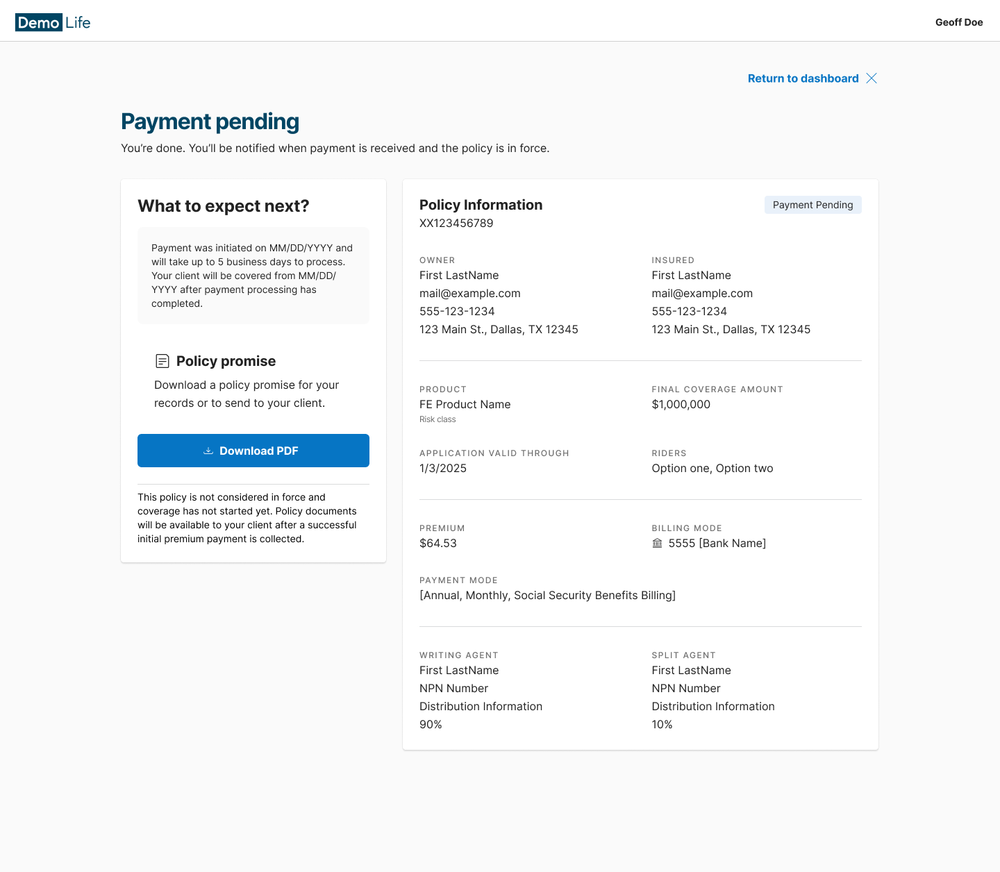 Demo Life
Geoff Doe
Return to dashboard
Payment pending
You’re done. You’ll be notified when payment is received and the policy is in force.
What to expect next?
Payment was initiated on MM/DD/YYYY and
will take up to 5 business days to process.
Your client will be covered from MM/DD/
YYYY after payment processing has
completed.
Policy promise
Download a policy promise for your
records or to send to your client.
Download PDF
This policy is not considered in force and
coverage has not started yet. Policy documents
will be available to your client after a successful
initial premium payment is collected.
Policy Information
Payment Pending
XX123456789
OWNER
First LastName
mail@example.com
555-123-1234
123 Main St., Dallas, TX 12345
INSURED
First LastName
mail@example.com
555-123-1234
123 Main St., Dallas, TX 12345
PRODUCT
FE Product Name
Risk class
FINAL COVERAGE AMOUNT
$1,000,000
APPLICATION VALID THROUGH
1/3/2025
RIDERS
Option one, Option two
PREMIUM
$64.53
BILLING MODE
5555 [Bank Name]
PAYMENT MODE
[Annual, Monthly, Social Security Benefits Billing]
WRITING AGENT
First LastName
NPN Number
Distribution Information
90%
SPLIT AGENT
First LastName
NPN Number
Distribution Information
10%